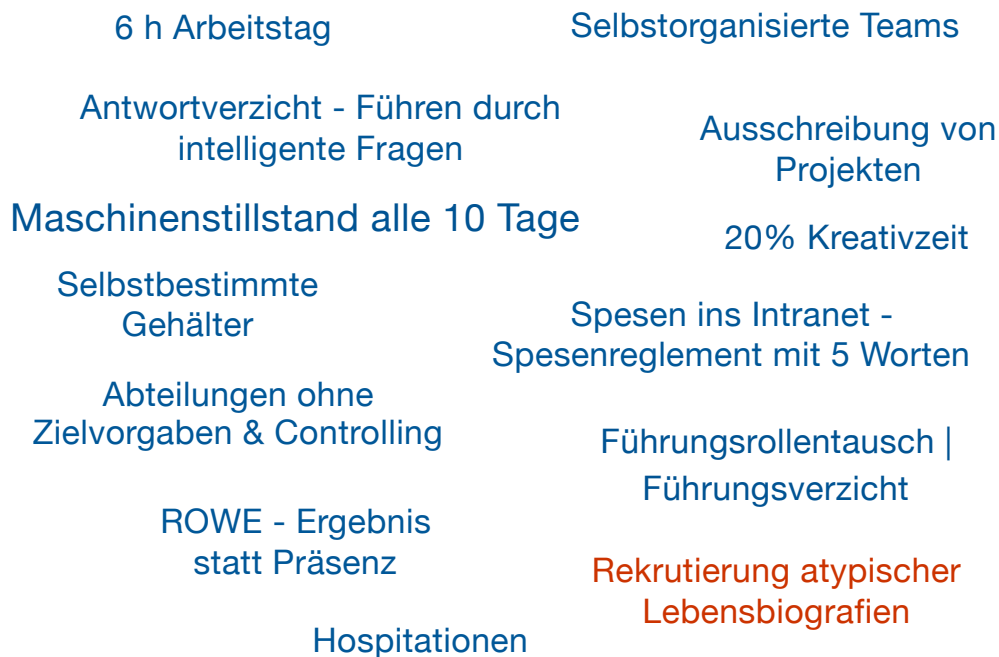 6 h Arbeitstag
Selbstorganisierte Teams
Antwortverzicht - Führen durch
intelligente Fragen
Ausschreibung von
Projekten
Maschinenstillstand alle 10 Tage
20% Kreativzeit
Selbstbestimmte
Gehälter
Spesen ins Intranet -
Spesenreglement mit 5 Worten
Abteilungen ohne
Zielvorgaben & Controlling
Führungsrollentausch |
Führungsverzicht
ROWE - Ergebnis
statt Präsenz
Rekrutierung atypischer
Lebensbiografien
Hospitationen